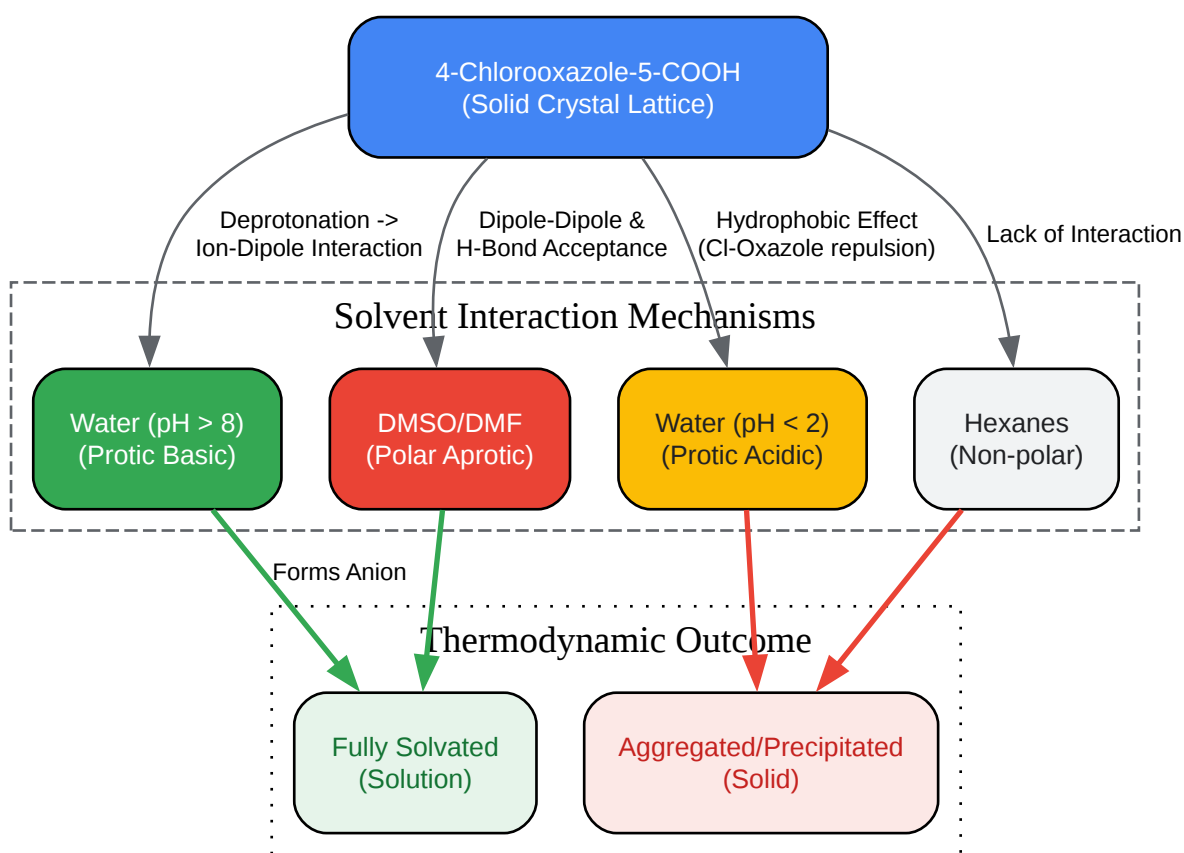 4-Chlorooxazole-5-COOH
(Solid Crystal Lattice)
Deprotonation ->
Ion-Dipole Interaction
Dipole-Dipole &
H-Bond Acceptance
Hydrophobic Effect
(Cl-Oxazole repulsion)
Lack of Interaction
Solvent Interaction Mechanisms
Water (pH > 8)
(Protic Basic)
DMSO/DMF
(Polar Aprotic)
Water (pH < 2)
(Protic Acidic)
Hexanes
(Non-polar)
Forms Anion
Thermodynamic Outcome
Fully Solvated
(Solution)
Aggregated/Precipitated
(Solid)